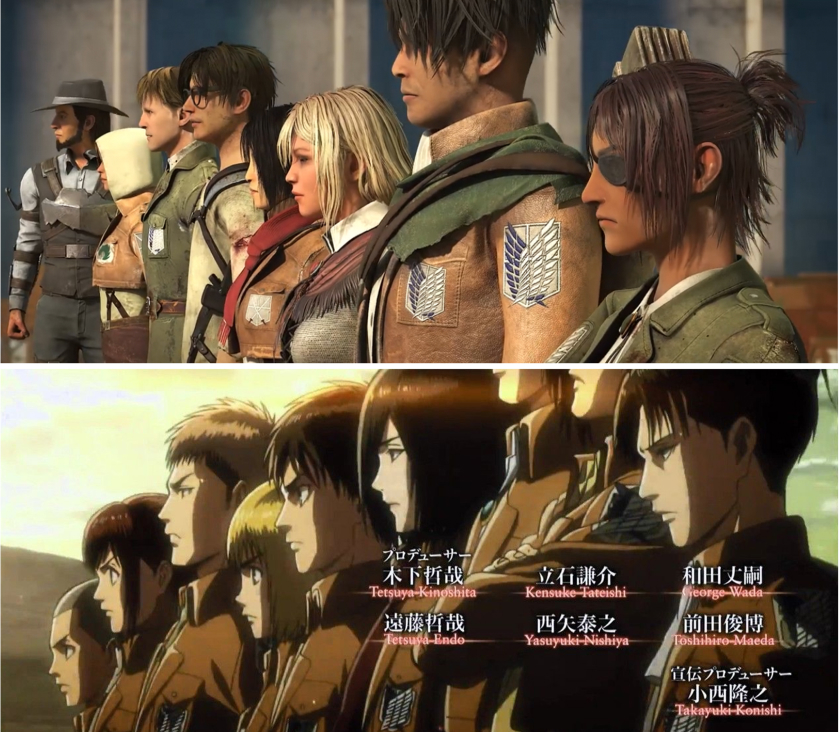 プロデューサー
木下哲哉
Tetsuya Kinoshita
立石謙介
Kensuke Tateishi
和田丈嗣
George Wada
遠藤哲哉
Tetsuya Endo
西矢泰之
Yasuyuki Nishiya
前田俊博
Toshihiro Maeda
宣伝プロデューサー
小西隆之
Takayuki Konishi